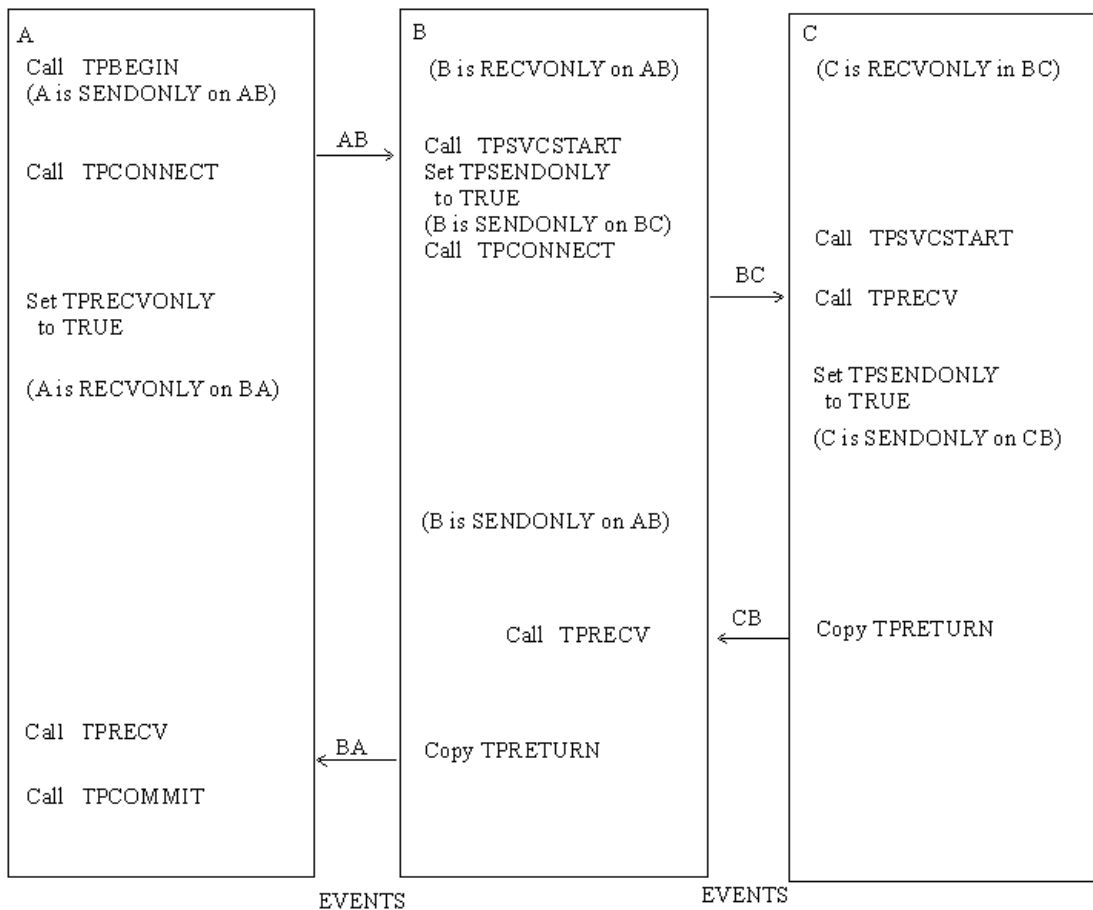 A
Call TPBEGIN
(A is SENDONLY on AB)
Call TPCONNECT
Set TPRECVONLY
to TRUE
(A is RECVONLY on BA)
Call TPRECV
Call TPCOMMIT
AB
BA
EVENTS
B
(B is RECVONLY on AB)
Call TPSVCSTART
Set TPSENDONLY
to TRUE
(B is SENDONLY on BC)
Call TPCONNECT
(B is SENDONLY on AB)
Call TPRECV
Copy TPRETURN
BC
CB
EVENTS
C
(C is RECVONLY in BC)
Call TPSVCSTART
Call TPRECV
Set TPSENDONLY
to TRUE
(C is SENDONLY on CB)
Copy TPRETURN